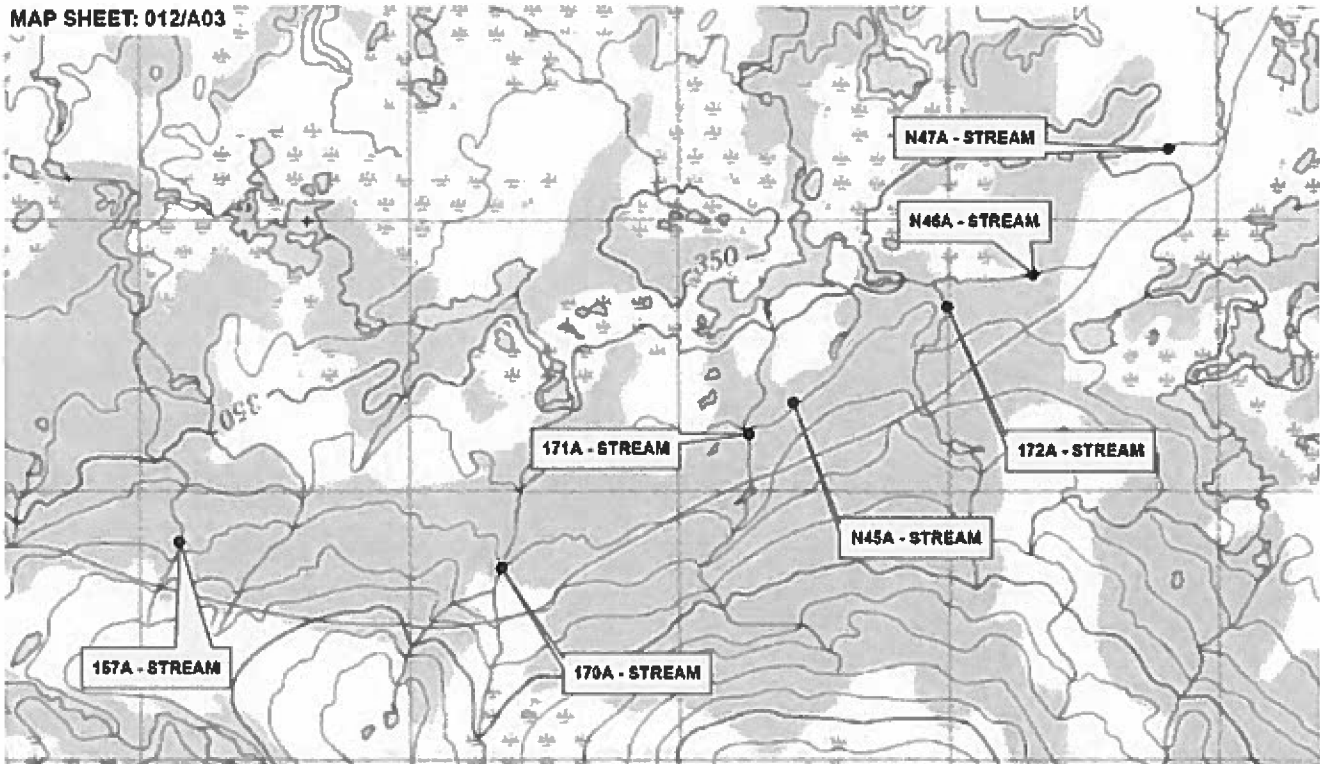 MAP SHEET: 012/A03
N47A - STREAM
N46A - STREAM
350
350
171A - STREAM
172A - STREAM
N45A - STREAM
157A - STREAM
170A - STREAM